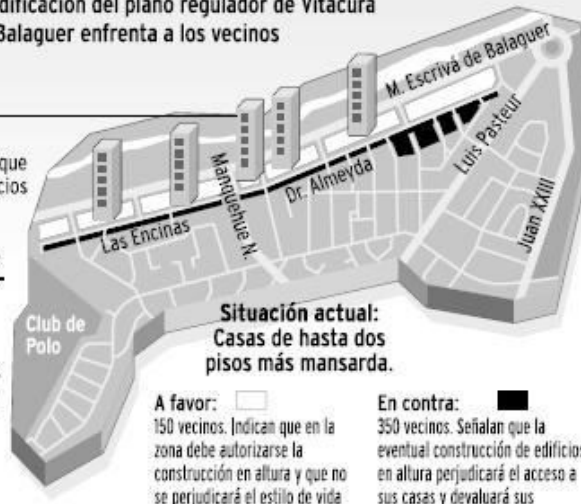 dificación del plano regulador de Vitacura
Balaguer enfrenta a los vecinos
que
cios
M. Escrivá de Balaguer
Luis Pasteur
Juan XXIII
Dr. Almeyda
Manquehue N.
Las Encinas
Club de
Polo
Situación actual:
Casas de hasta dos
pisos más mansarda.
A favor:
150 vecinos. Indican que en la
zona debe autorizarse la
construcción en altura y que no
se perjudicará el estilo de vida
En contra:
350 vecinos. Señalan que la
eventual construcción de edificios
en altura perjudicará el acceso a
sus casas y devaluará sus